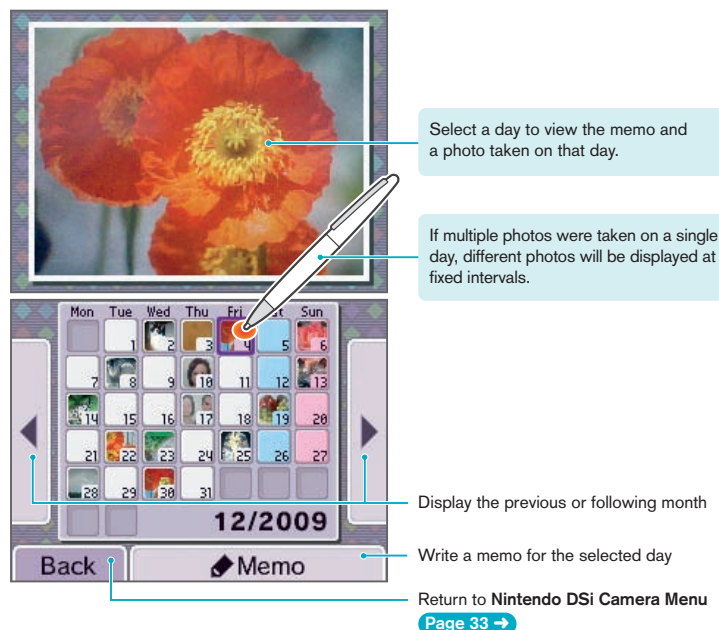 Select a day to view the memo and
a photo taken on that day.
If multiple photos were taken on a single
day, different photos will be displayed at
fixed intervals.
Mon Tue Wed Thu Fri Sun
1 2 3 4 5 6
7 8 9 10 11 12 13
14 15 16 17 18 19 20
21 22 23 24 25 26 27
28 29 30 31
12/2009
Back Memo
Display the previous or following month
Write a memo for the selected day
Return to Nintendo DSi Camera Menu
Page 33 ➔